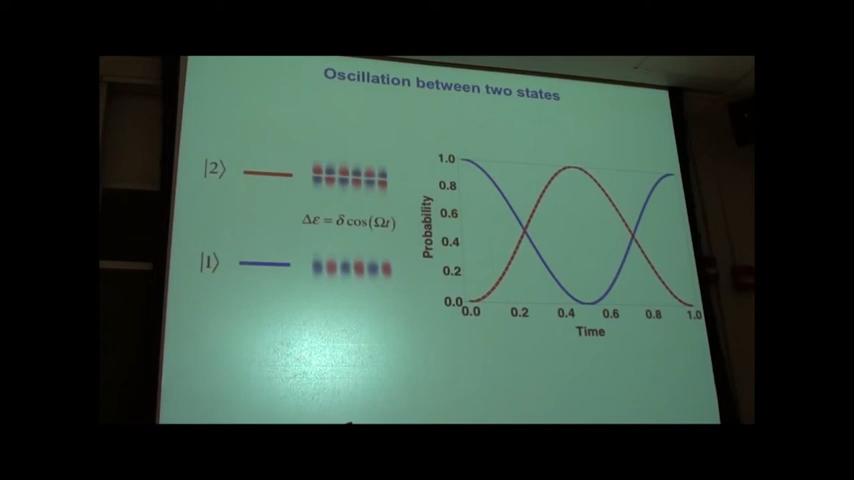 Oscillation between two states
|2⟩
Δε = δ cos(Ωt)
|1⟩
Probability
1.0
0.8
0.6
0.4
0.2
0.0
0.0 0.2 0.4 0.6 0.8 1.0
Time